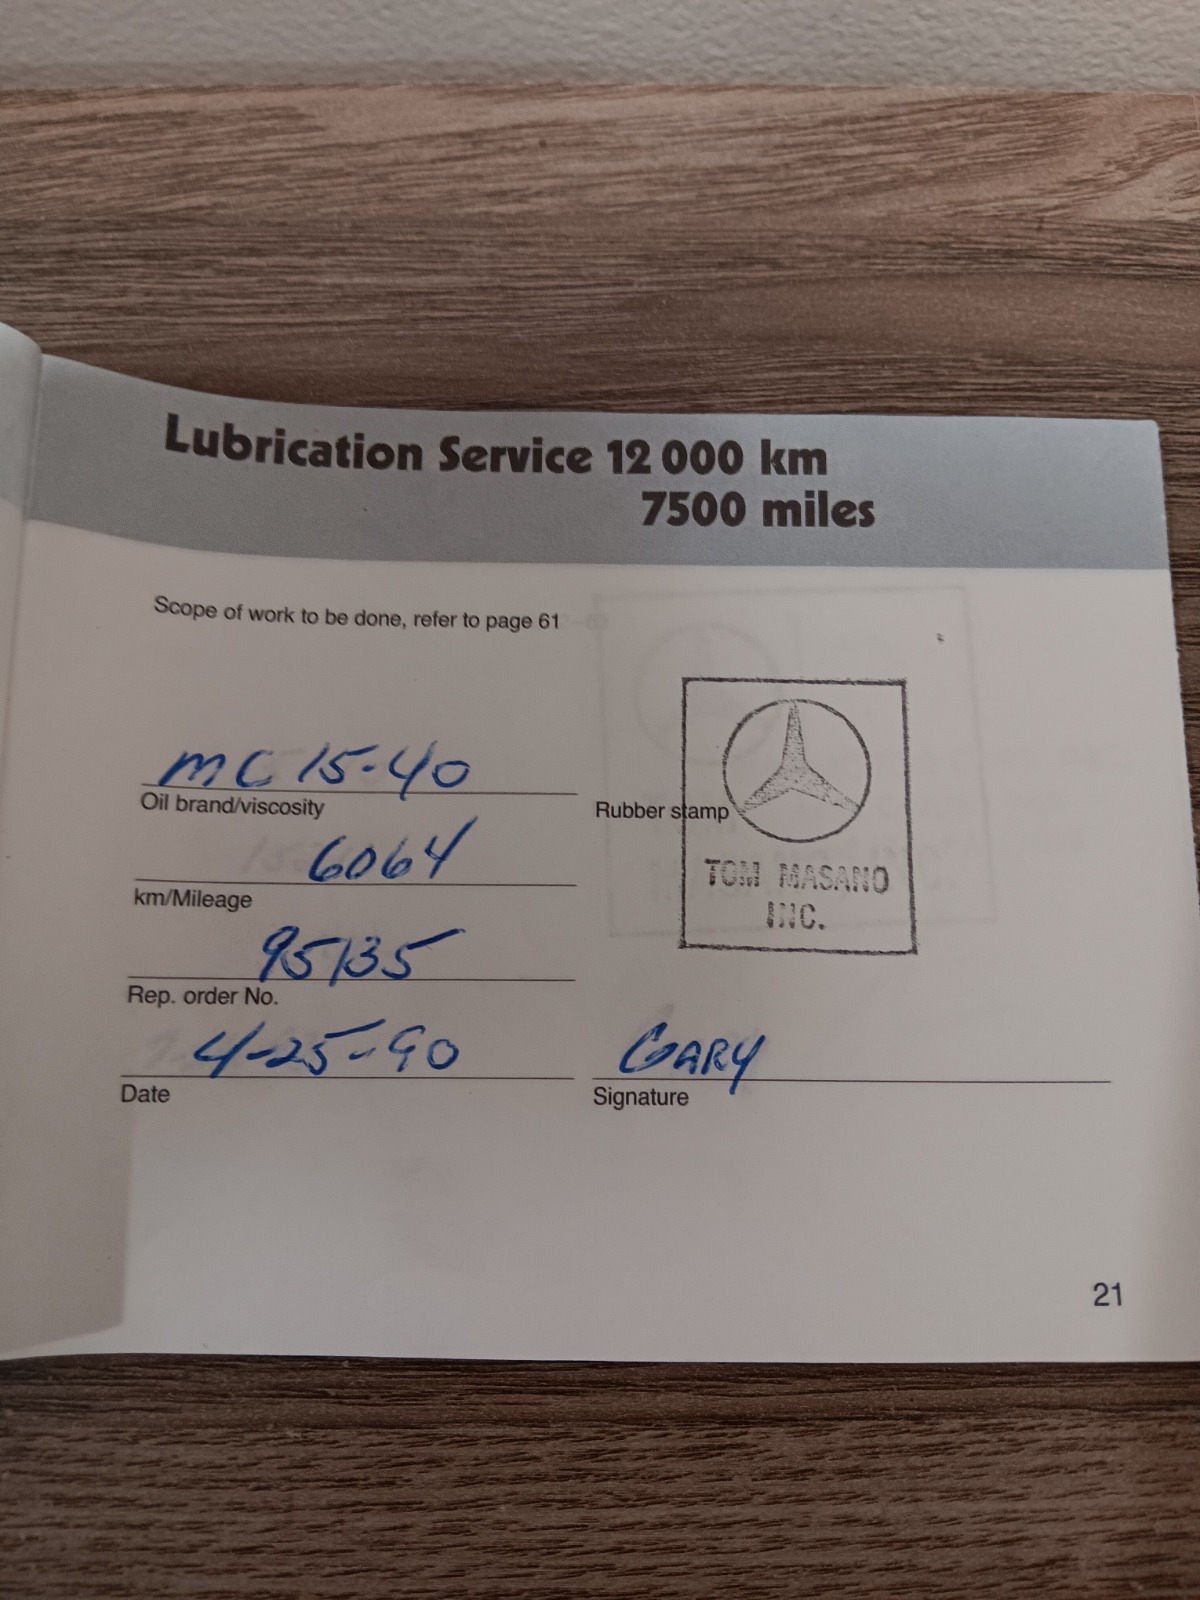 Lubrication Service 12 000 km
7500 miles
Scope of work to be done, refer to page 61
MC 15-40
Oil brand/viscosity
Rubber stamp
TOM MASANO
INC.
6064
km/Mileage
95135
Rep. order No.
4-25-90
Date
GARY
Signature
21